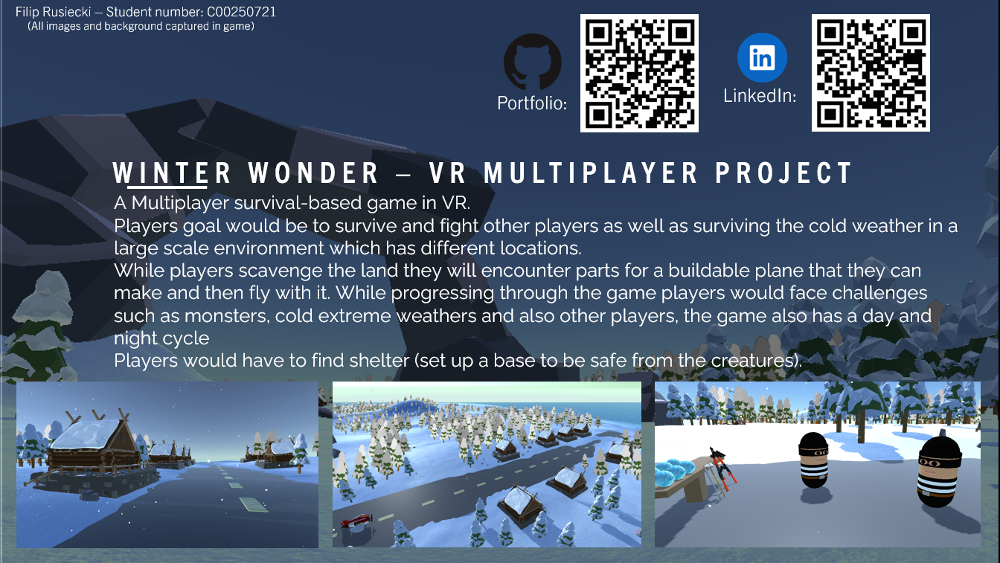 Filip Rusiecki – Student number: C00250721
(All images and background captured in game)
Portfolio:
in
LinkedIn:
WINTER WONDER – VR MULTIPLAYER PROJECT
A Multiplayer survival-based game in VR.
Players goal would be to survive and fight other players as well as surviving the cold weather in a
large scale environment which has different locations.
While players scavenge the land they will encounter parts for a buildable plane that they can
make and then fly with it. While progressing through the game players would face challenges
such as monsters, cold extreme weathers and also other players, the game also has a day and
night cycle
Players would have to find shelter (set up a base to be safe from the creatures).